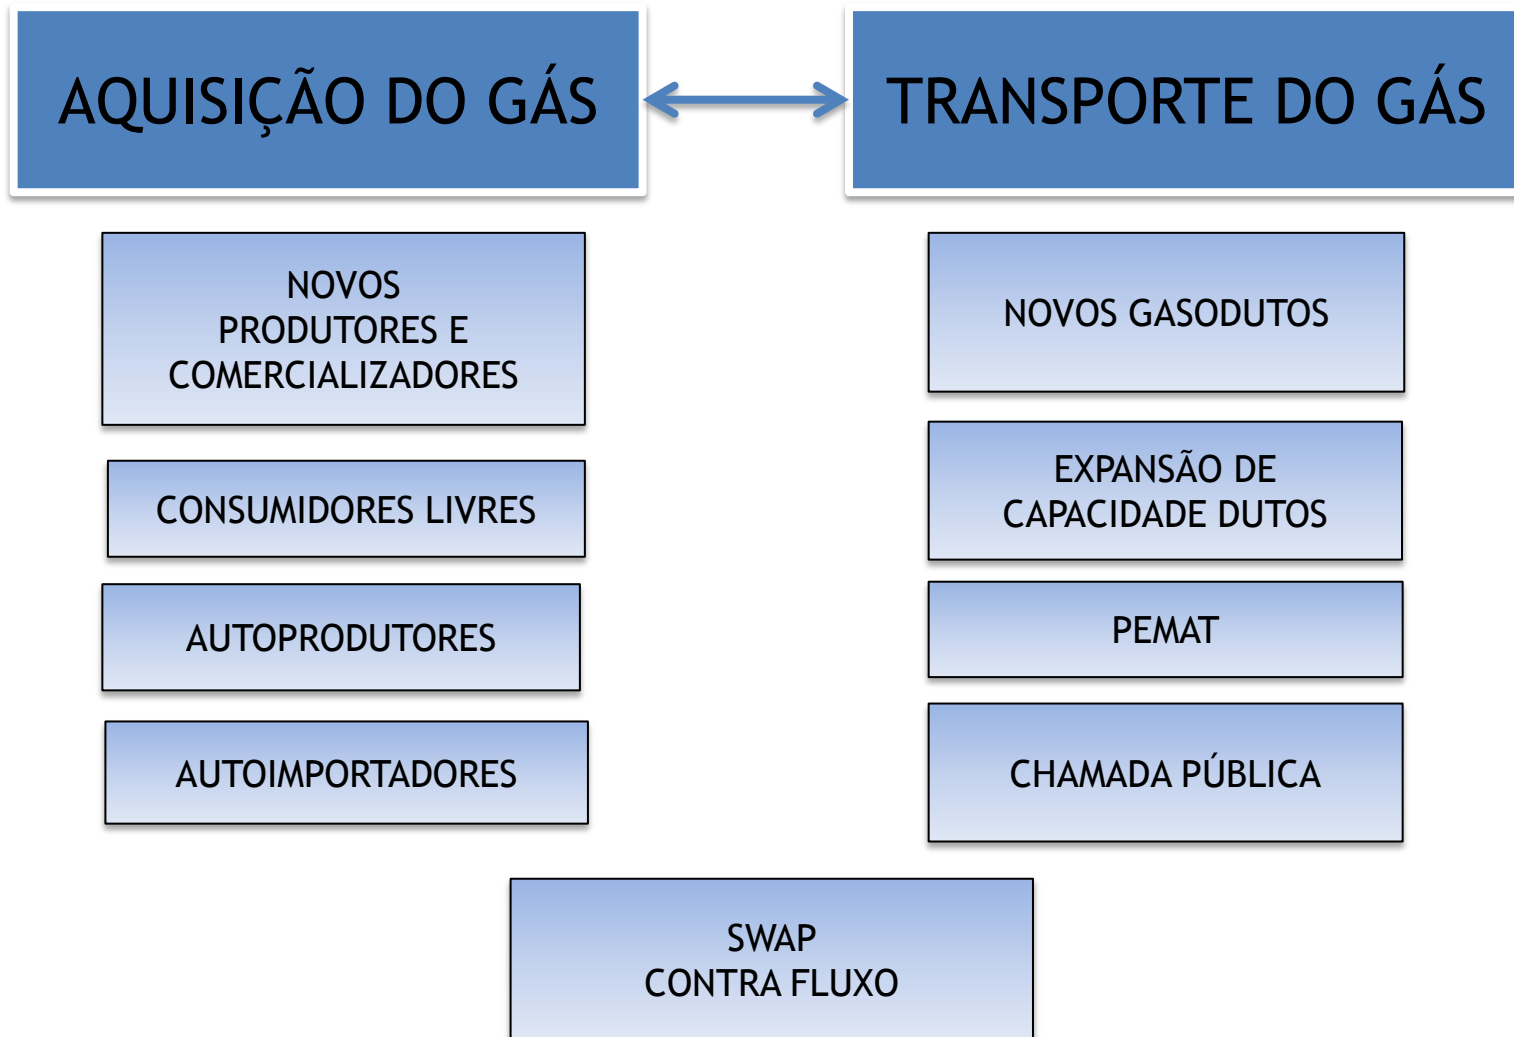 AQUISIÇÃO DO GÁS
TRANSPORTE DO GÁS
NOVOS
PRODUTORES E
COMERCIALIZADORES
CONSUMIDORES LIVRES
AUTOPRODUTORES
AUTOIMPORTADORES
NOVOS GASODUTOS
EXPANSÃO DE
CAPACIDADE DUTOS
PEMAT
CHAMADA PÚBLICA
SWAP
CONTRA FLUXO